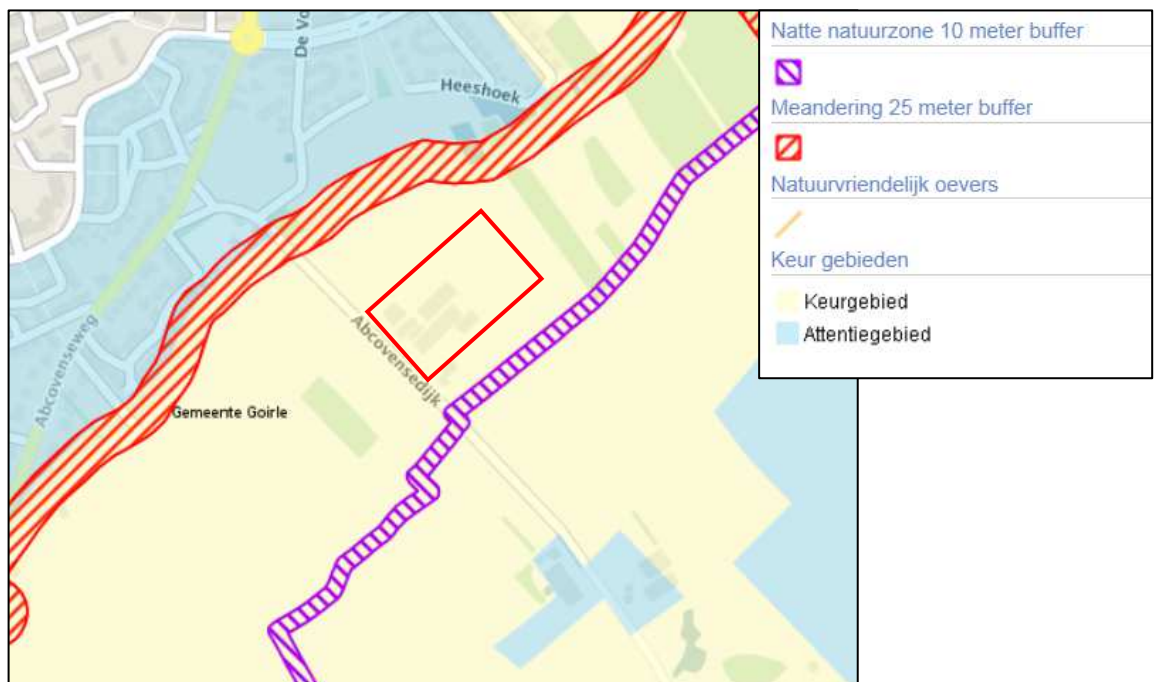 De Vo
Heeshoek
Abcovenseweg
Abcovensedijk
Gemeente Goirle
Natte natuurzone 10 meter buffer
Meandering 25 meter buffer
Natuurvriendelijk oevers
Keur gebieden
Keurgebied
Attentiegebied